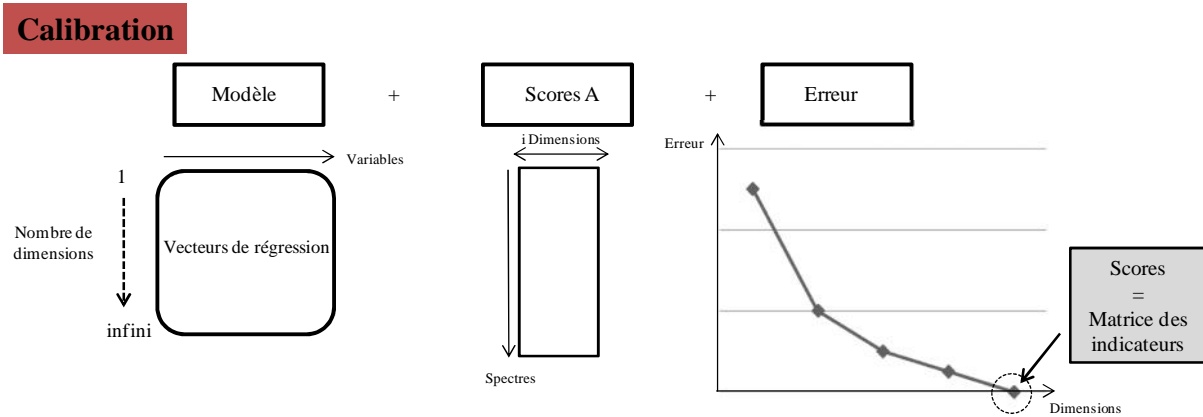 Calibration
Modèle + Scores A + Erreur
Variables
1
Nombre de
dimensions
infini
Vecteurs de régression
i Dimensions
Spectres
Erreur
Dimensions
Scores
=
Matrice des
indicateurs